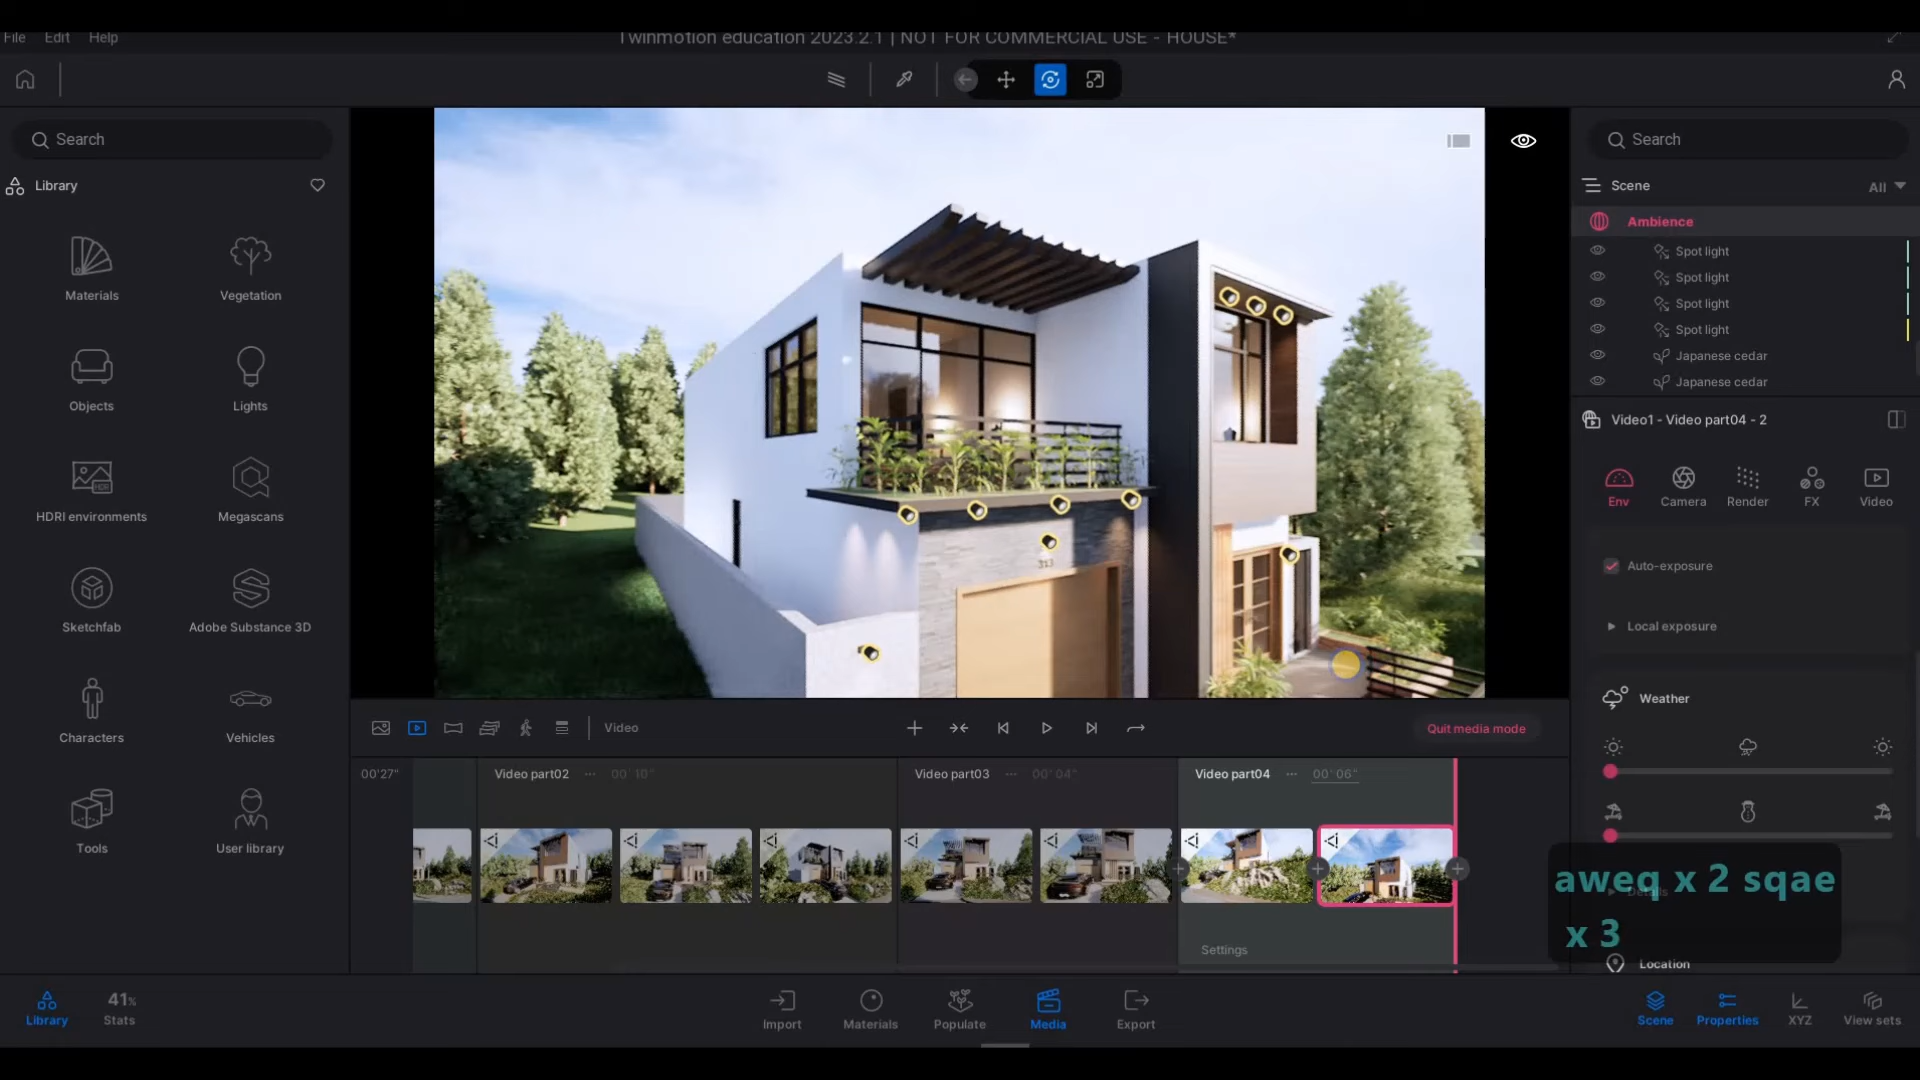 File Edit Help
Twinmotion education 2023.2.1 | NOT FOR COMMERCIAL USE - HOUSE*
Search
Library
Materials Vegetation
Objects Lights
HDR
HDRI environments Megascans
Sketchfab Adobe Substance 3D
Characters Vehicles
Tools User library
313
Search
Scene All
Ambience
Spot light
Spot light
Spot light
Spot light
Japanese cedar
Japanese cedar
Video1 - Video part04 - 2
Env Camera Render FX Video
Auto-exposure
Local exposure
Weather
Location
Video
Quit media mode
00'27" Video part02 ··· 00'10" Video part03 ··· 00'04" Video part04 ··· 00'06"
Settings
aweq x 2 sqae
x 3
Library
41% Stats
Import Materials Populate Media Export
Scene Properties XYZ View sets